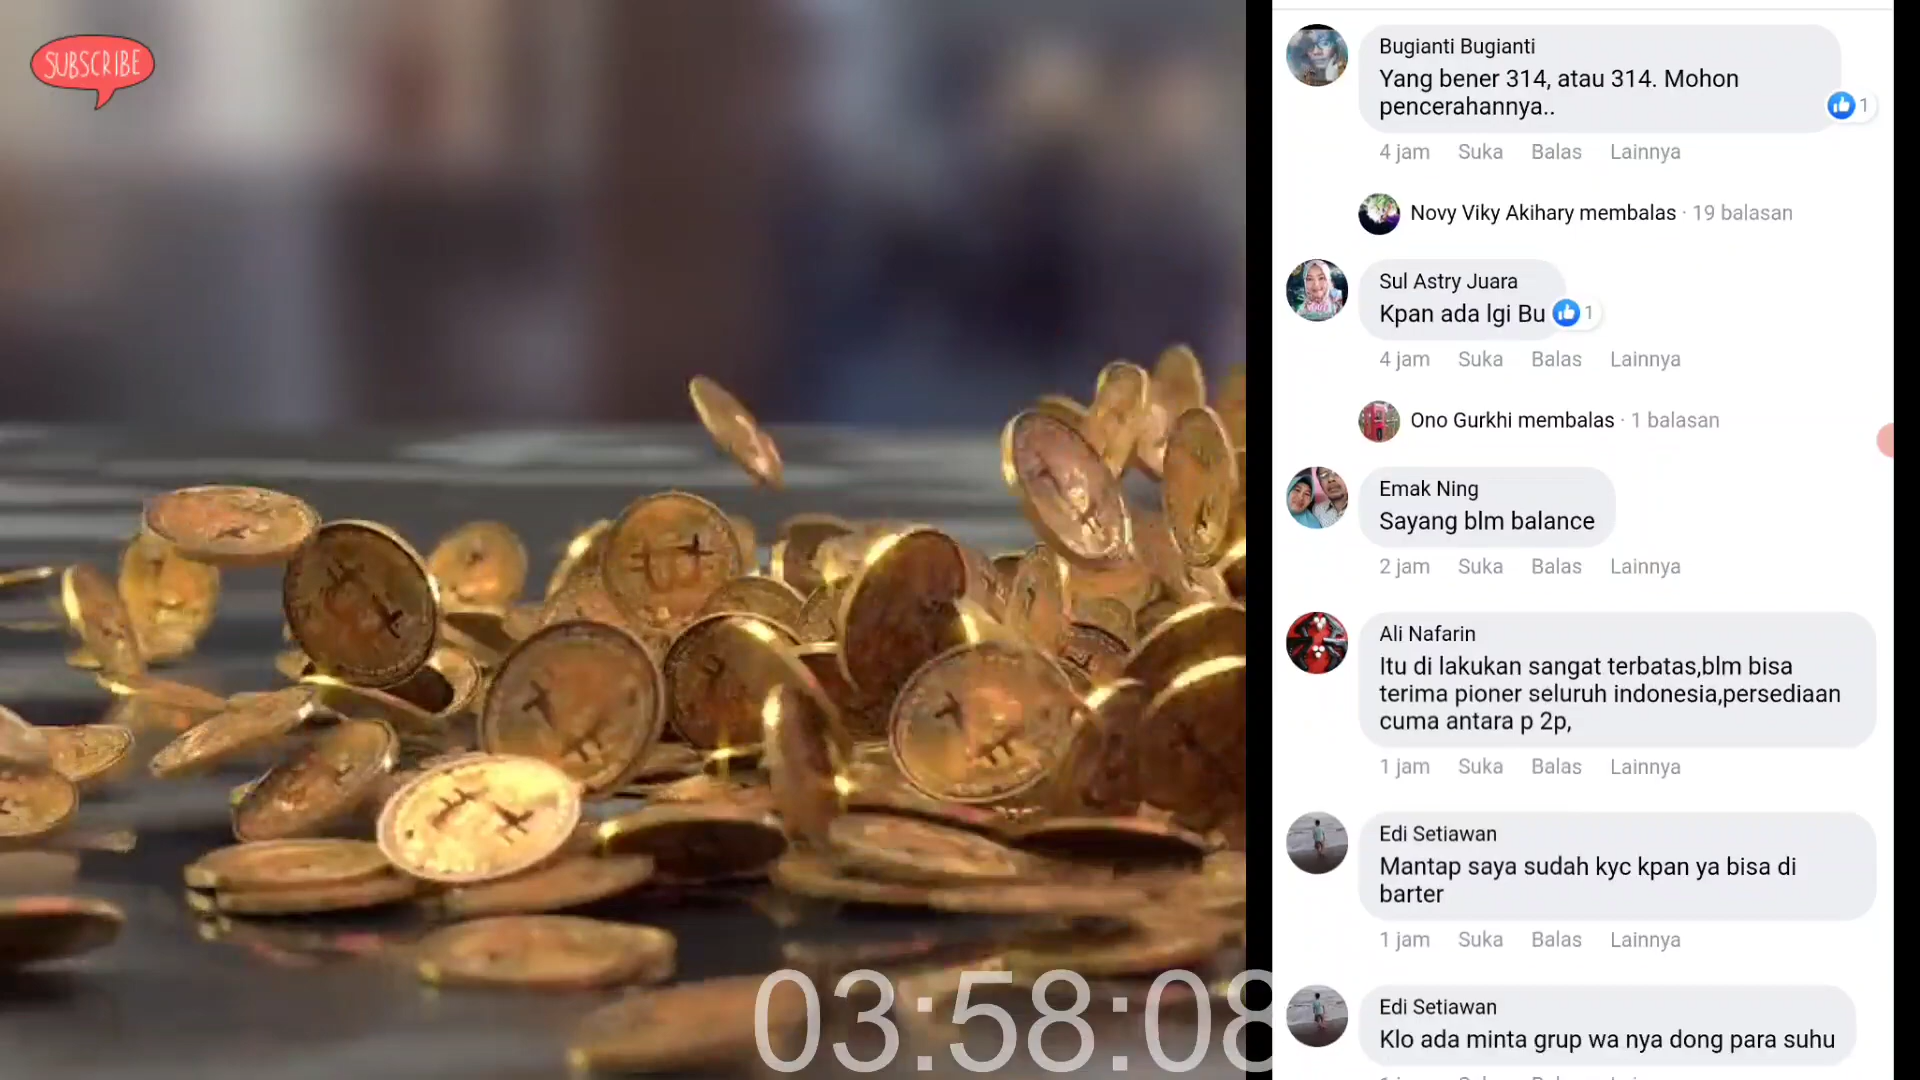 SUBSCRIBE
Bugianti Bugianti
Yang bener 314, atau 314. Mohon
pencerahannya..
1
4 jam Suka Balas Lainnya
Novy Viky Akihary membalas · 19 balasan
Sul Astry Juara
Kpan ada lgi Bu
1
4 jam Suka Balas Lainnya
Ono Gurkhi membalas · 1 balasan
Emak Ning
Sayang blm balance
2 jam Suka Balas Lainnya
Ali Nafarin
Itu di lakukan sangat terbatas,blm bisa
terima pioner seluruh indonesia,persediaan
cuma antara p 2p,
1 jam Suka Balas Lainnya
Edi Setiawan
Mantap saya sudah kyc kpan ya bisa di
barter
1 jam Suka Balas Lainnya
Edi Setiawan
Klo ada minta grup wa nya dong para suhu
03:58:08